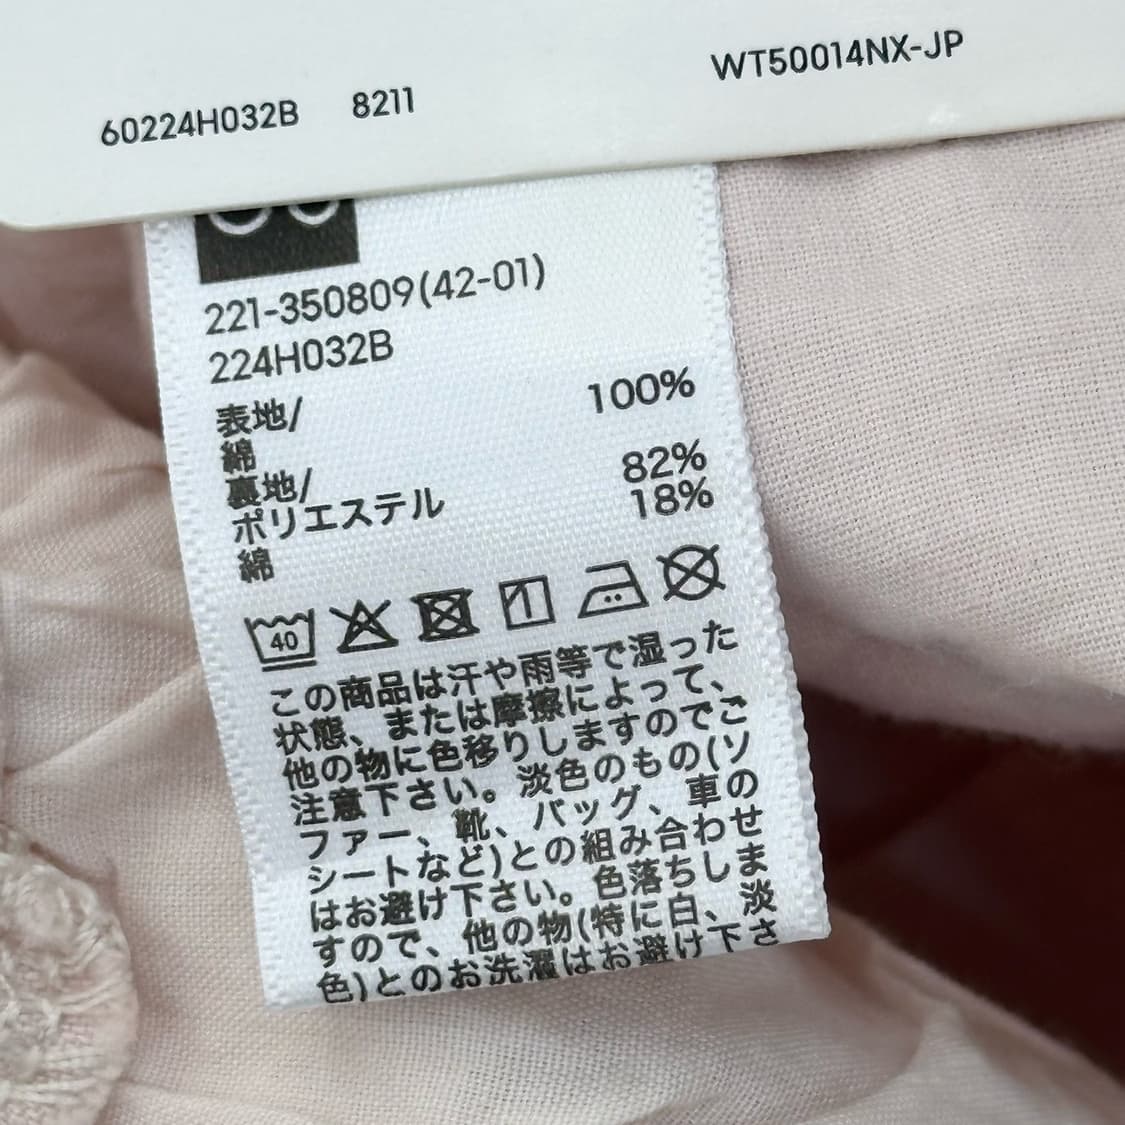 WT50014NX-JP
60224H032B 8211
221-350809(42-01)
224H032B
表地/
綿 100%
裏地/
ポリエステル 82%
綿 18%
40
この商品は汗や雨等で湿った
状態、または摩擦によって、
他の物に色移りしますのでご
注意下さい。淡色のもの(ソ
ファー、靴、バッグ、車の
シートなど)との組み合わせ
はお避け下さい。色落ちしま
すので、他の物(特に白、淡
色)とのお洗濯はお避け下さ